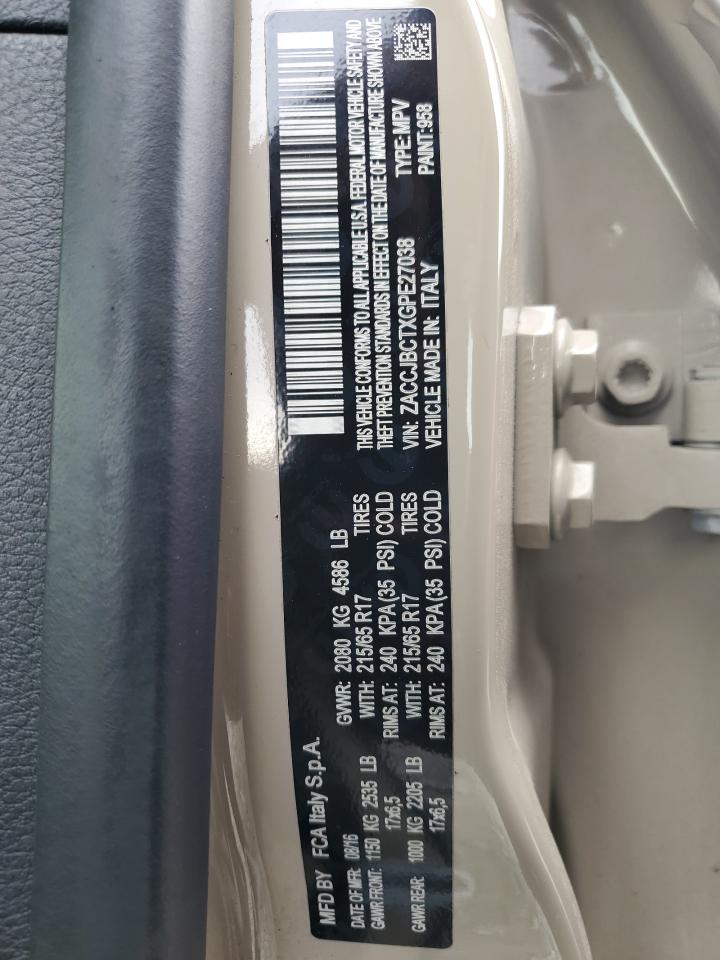 MFD BY FCA Italy S.p.A.
DATE OF MFR: 08/16 GVWR: 2080 KG 4586 LB
GAWR FRONT: 1150 KG 2535 LB WITH: 215/65 R17 TIRES
17x6,5 RIMS AT: 240 KPA(35 PSI) COLD
GAWR REAR: 1000 KG 2205 LB WITH: 215/65 R17 TIRES
17x6,5 RIMS AT: 240 KPA(35 PSI) COLD
THIS VEHICLE CONFORMS TO ALL APPLICABLE U.S.A. FEDERAL MOTOR VEHICLE SAFETY AND
THEFT PREVENTION STANDARDS IN EFFECT ON THE DATE OF MANUFACTURE SHOWN ABOVE
VIN: ZACCJBCTXGPE27038 TYPE:MPV
VEHICLE MADE IN: ITALY PAINT:958